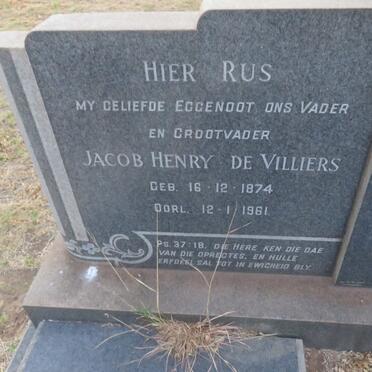 HIER RUS
MY GELIEFDE EGGENOOT ONS VADER
EN GROOTVADER
JACOB HENRY DE VILLIERS
GEB. 16-12-1874
OORL. 12-1-1961.
PS. 37:18. DIE HERE KEN DIE DAE
VAN DIE OPREGTES, EN HULLE
ERFDEEL SAL TOT IN EWIGHEID BLY.